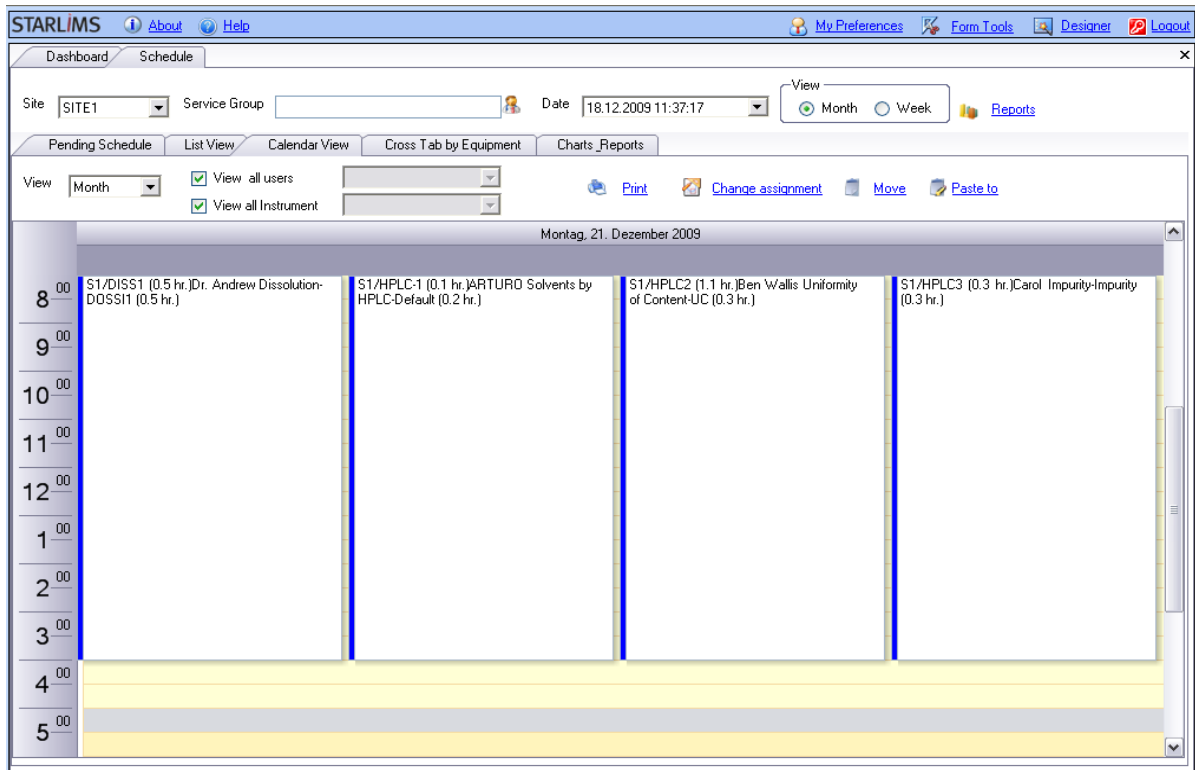 STARLIMS About Help My Preferences Form Tools Designer Logout
Dashboard Schedule
Site SITE1 Service Group Date 18.12.2009 11:37:17 View Month Week Reports
Pending Schedule List View Calendar View Cross Tab by Equipment Charts _Reports
View Month View all users Print Change assignment Move Paste to
View all Instrument
Montag, 21. Dezember 2009
S1/DISS1 (0.5 hr.)Dr. Andrew Dissolution-
DOSSI1 (0.5 hr.)
S1/HPLC-1 (0.1 hr.)ARTURO Solvents by
HPLC-Default (0.2 hr.)
S1/HPLC2 (1.1 hr.)Ben Wallis Uniformity
of Content-UC (0.3 hr.)
S1/HPLC3 (0.3 hr.)Carol Impurity-Impurity
(0.3 hr.)
8 00
9 00
10 00
11 00
12 00
1 00
2 00
3 00
4 00
5 00